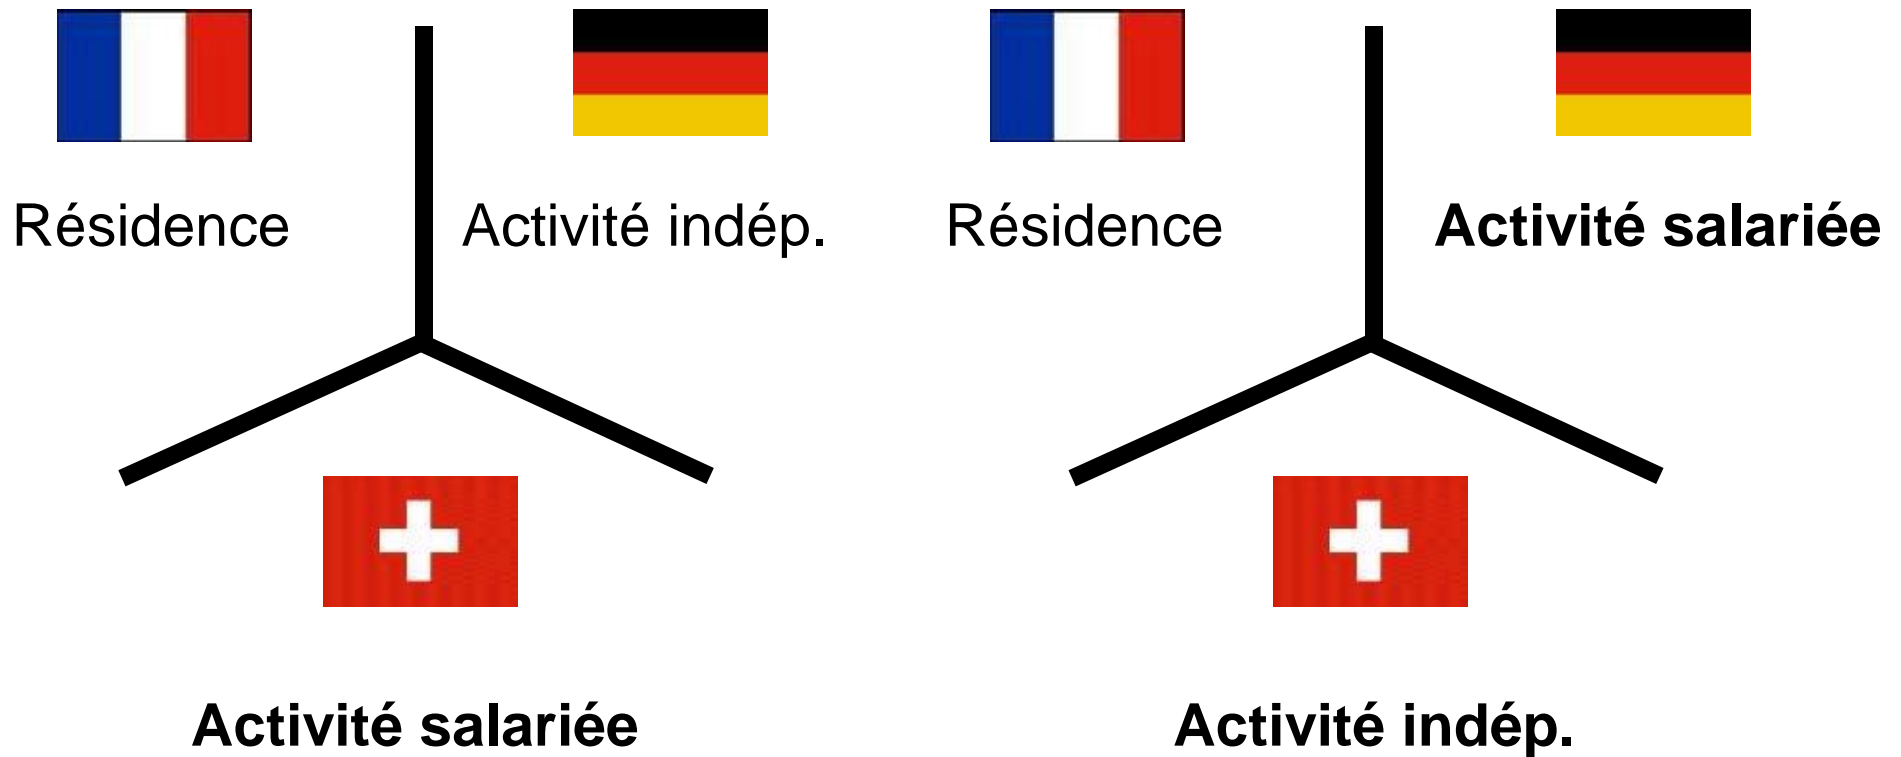 Résidence
Activité indép.
Activité salariée
Résidence
Activité salariée
Activité indép.